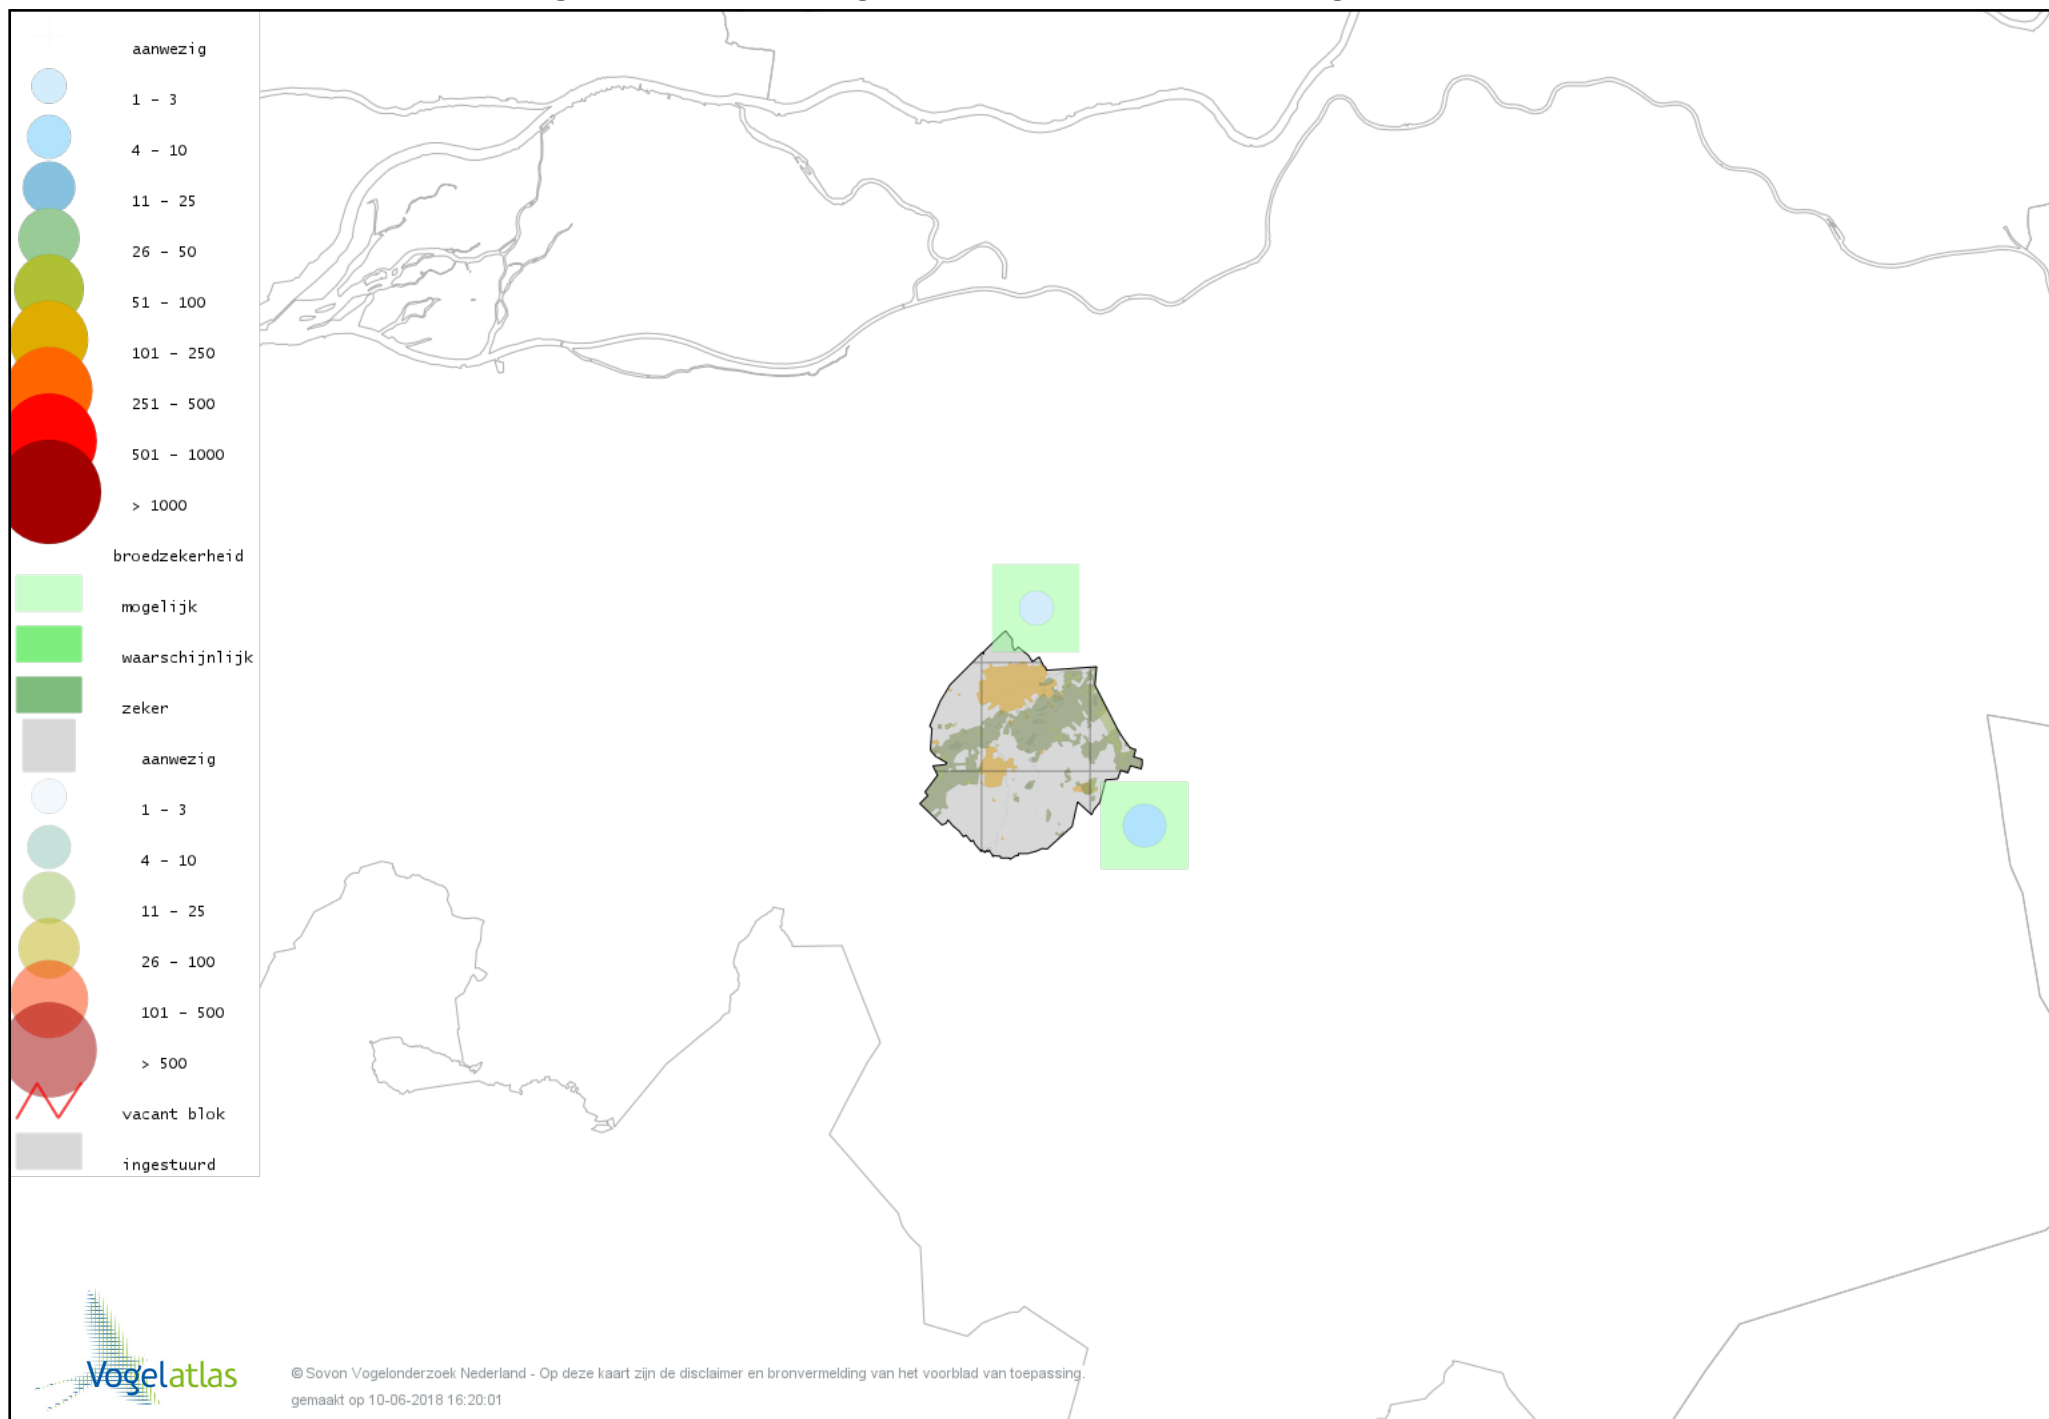 aanwezig
1 - 3
4 - 10
11 - 25
26 - 50
51 - 100
101 - 250
251 - 500
501 - 1000
> 1000
broedzekerheid
mogelijk
waarschijnlijk
zeker
aanwezig
1 - 3
4 - 10
11 - 25
26 - 100
101 - 500
> 500
vacant blok
ingestuurd
Vogelatlas
© Sovon Vogelonderzoek Nederland - Op deze kaart zijn de disclaimer en bronvermelding van het voorblad van toepassing.
gemaakt op 10-06-2018 16:20:01